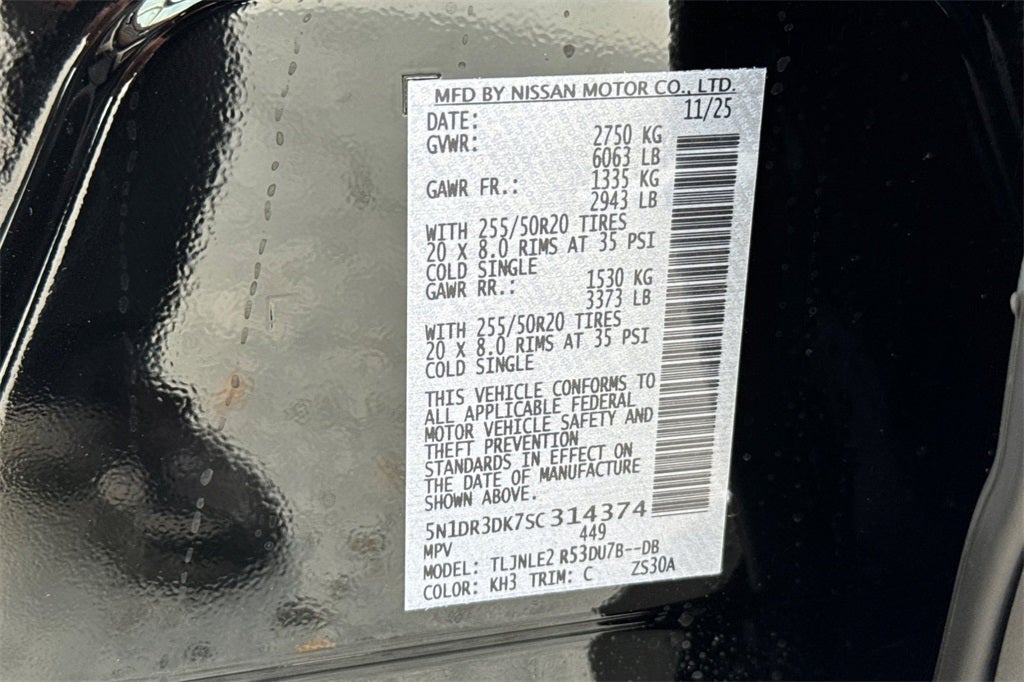 MFD BY NISSAN MOTOR CO., LTD.
DATE: 11/25
GVWR: 2750 KG
6063 LB
GAWR FR.: 1335 KG
2943 LB
WITH 255/50R20 TIRES
20 X 8.0 RIMS AT 35 PSI
COLD SINGLE
GAWR RR.: 1530 KG
3373 LB
WITH 255/50R20 TIRES
20 X 8.0 RIMS AT 35 PSI
COLD SINGLE
THIS VEHICLE CONFORMS TO
ALL APPLICABLE FEDERAL
MOTOR VEHICLE SAFETY AND
THEFT PREVENTION
STANDARDS IN EFFECT ON
THE DATE OF MANUFACTURE
SHOWN ABOVE.
5N1DR3DK7SC314374
MPV 449
MODEL: TLJNLE2 R53DU7B--DB
COLOR: KH3 TRIM: C ZS30A